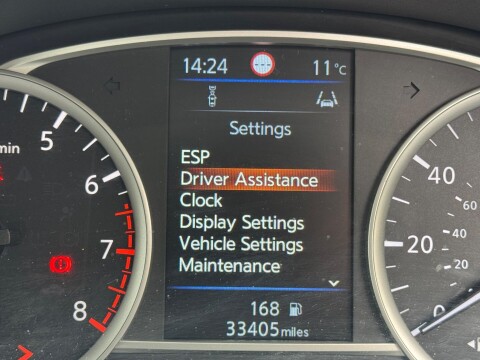 14:24 11°C
Settings
ESP
Driver Assistance
Clock
Display Settings
Vehicle Settings
Maintenance
168
33405 miles
min
5
6
7
8
40
60
20
20
0